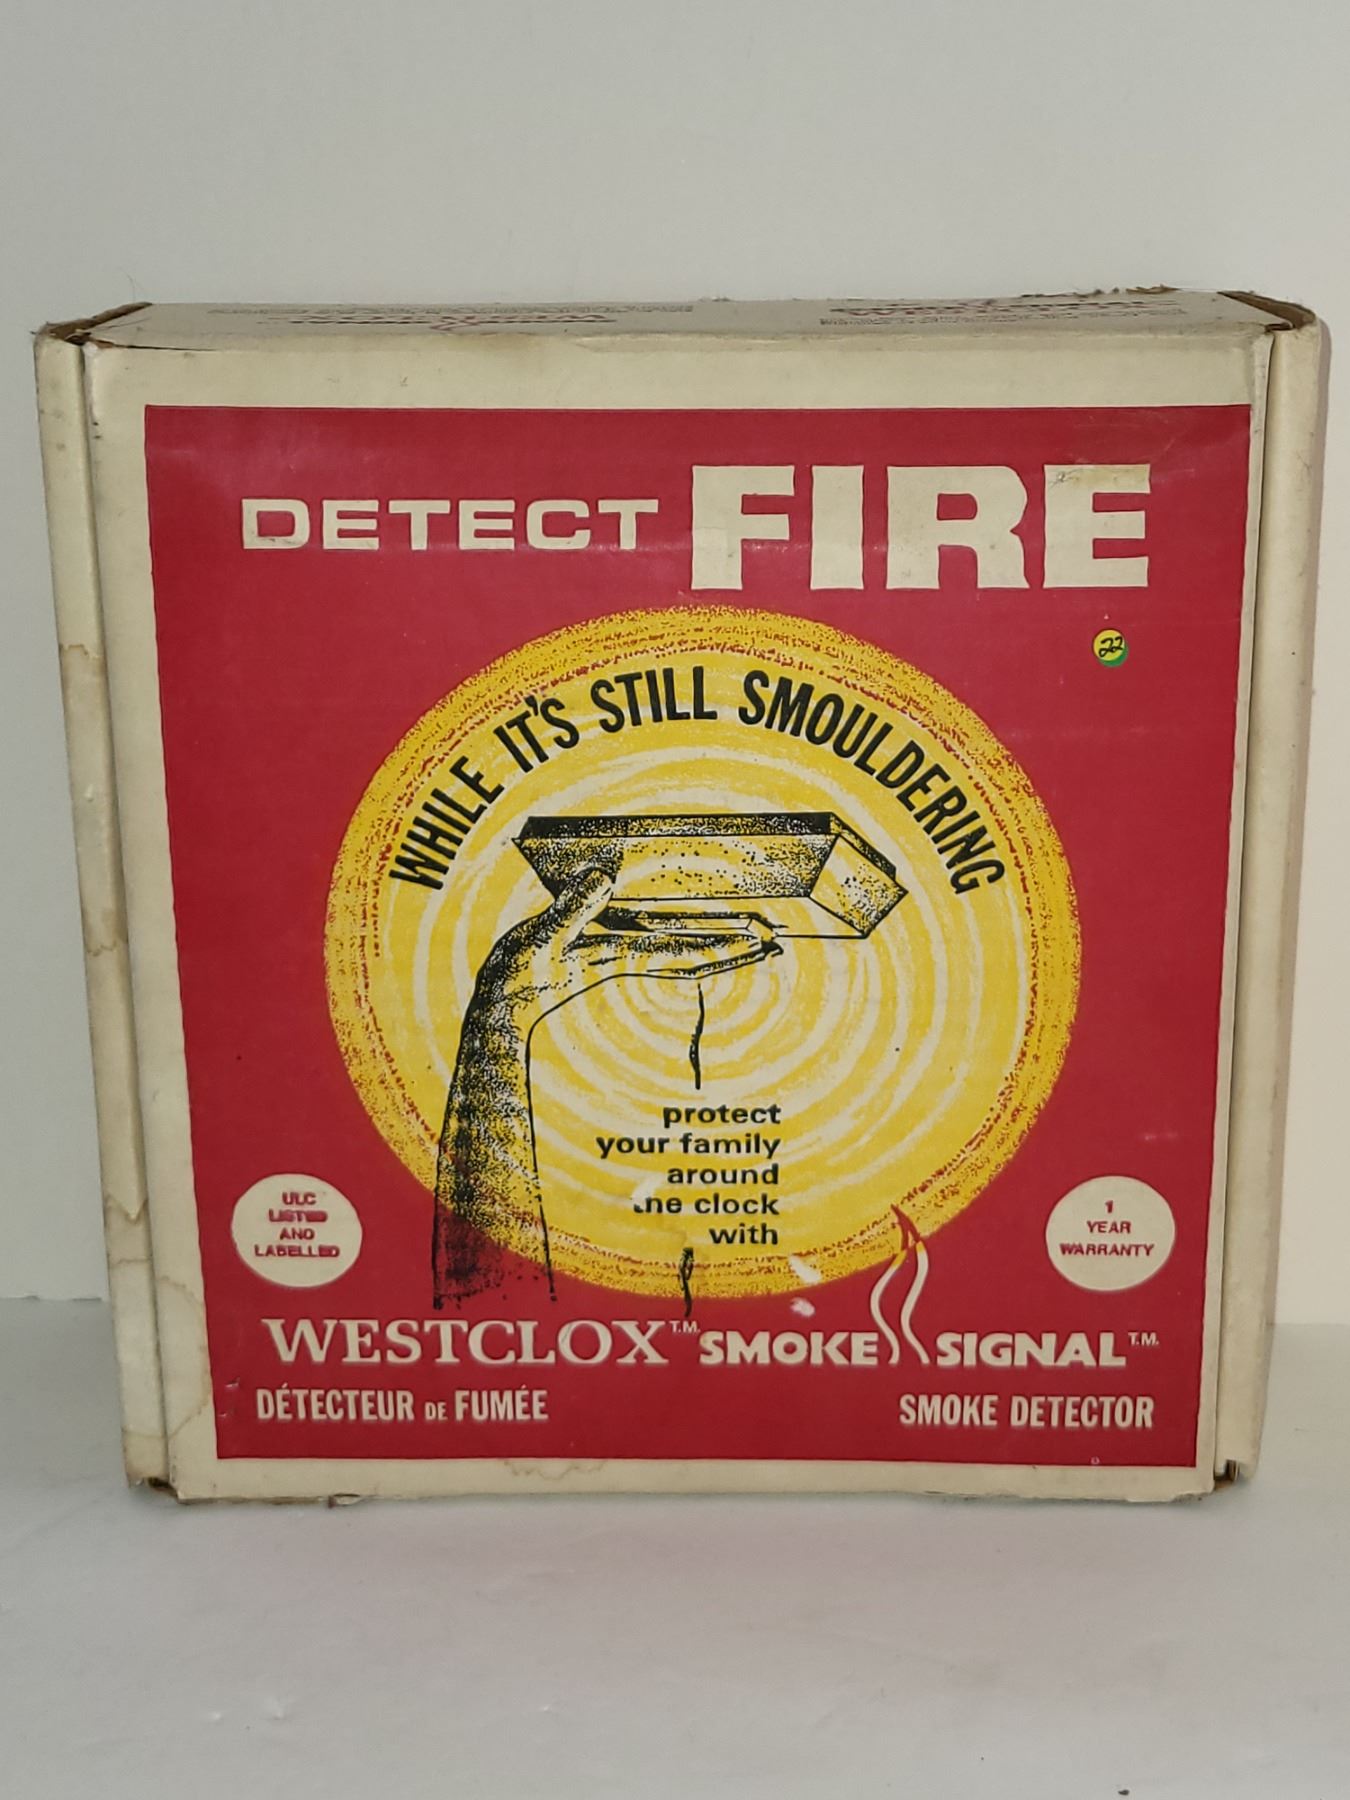 DETECT FIRE
22
WHILE IT'S STILL SMOULDERING
protect
your family
around
the clock
with
ULC
LISTED
AND
LABELLED
1
YEAR
WARRANTY
WESTCLOX T.M. SMOKE SIGNAL T.M.
DÉTECTEUR DE FUMÉE
SMOKE DETECTOR